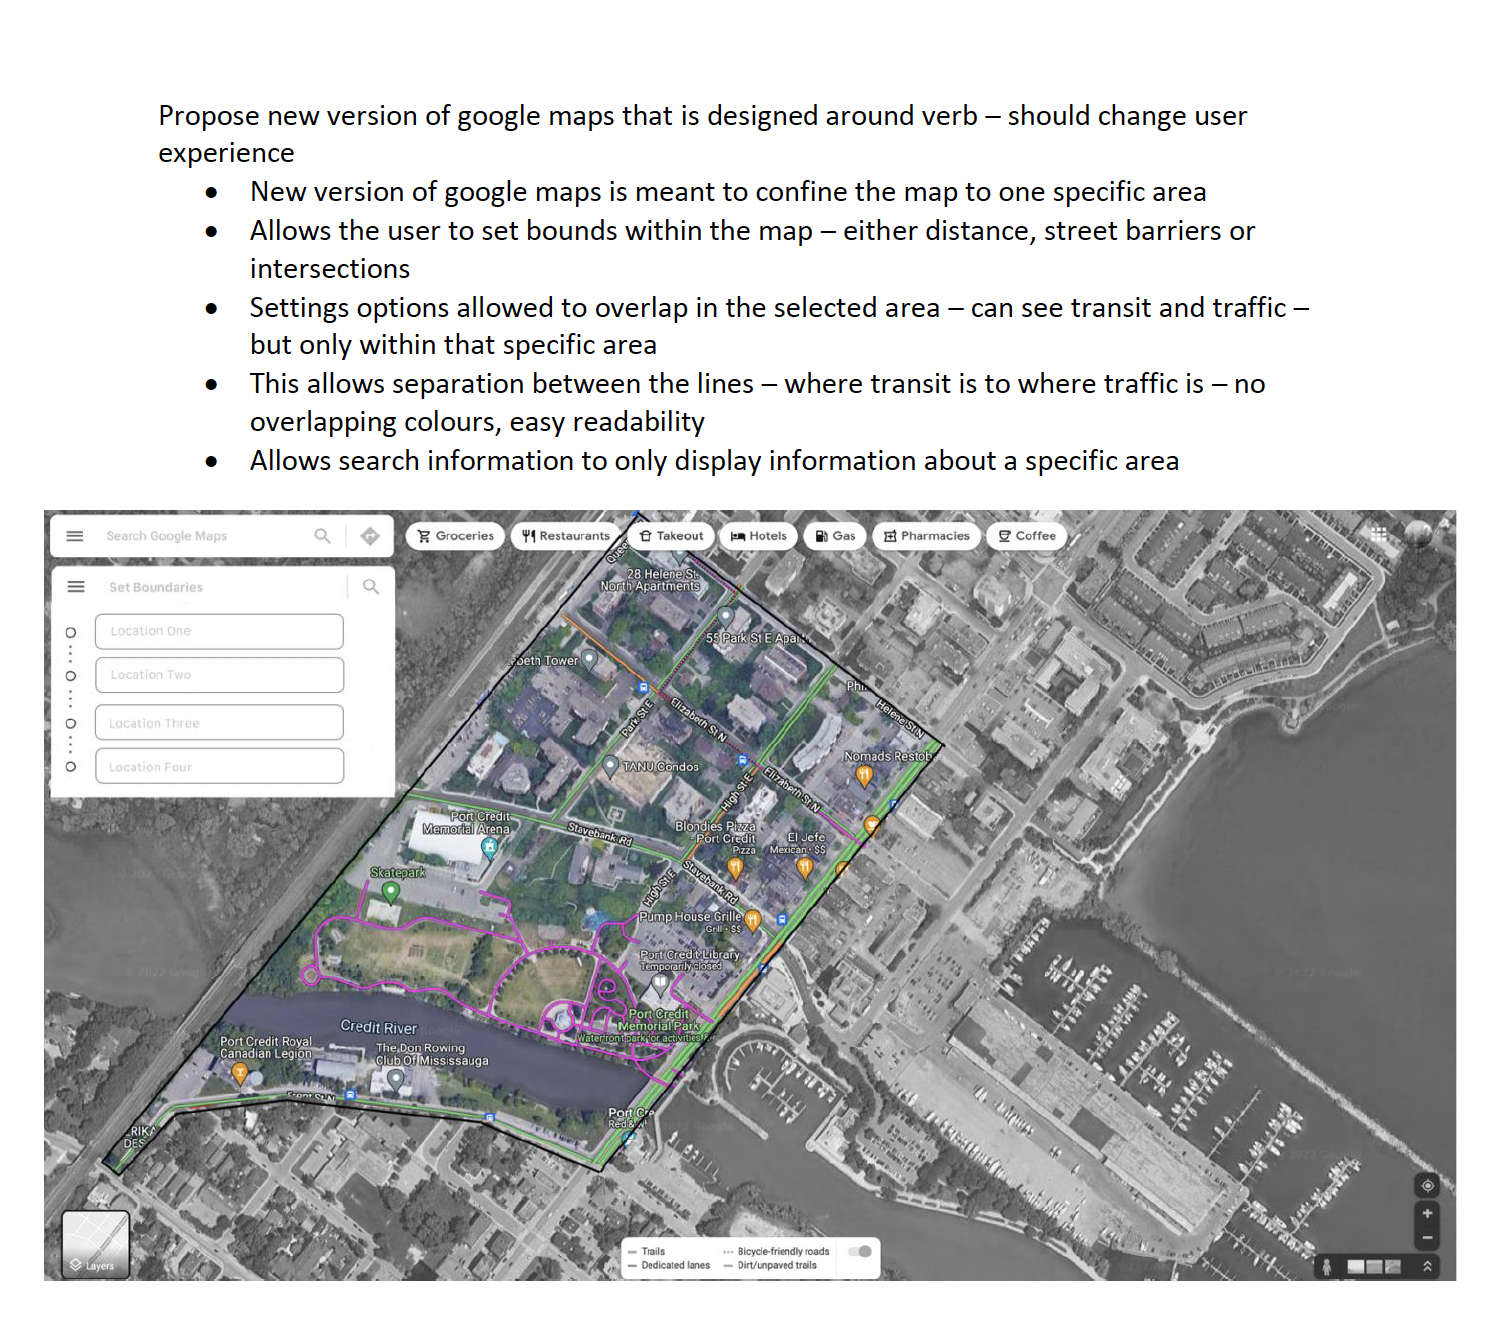 Propose new version of google maps that is designed around verb – should change user
experience
• New version of google maps is meant to confine the map to one specific area
• Allows the user to set bounds within the map – either distance, street barriers or
intersections
• Settings options allowed to overlap in the selected area – can see transit and traffic –
but only within that specific area
• This allows separation between the lines – where transit is to where traffic is – no
overlapping colours, easy readability
• Allows search information to only display information about a specific area
Search Google Maps
Groceries
Restaurants
Takeout
Hotels
Gas
Pharmacies
Coffee
Set Boundaries
Location One
Location Two
Location Three
Location Four
28 Helene St
North Apartments
55 Park St E Apar
beth Tower
Phi
Helene St N
Park St E
Elizabeth St N
Nomads Restob
TANU Condos
High St E
Elizabeth St N
Port Credit
Memorial Arena
Stavebank Rd
Blondies Pizza
- Port Credit
Pizza
El Jefe
Mexican • $$
Skatepark
High St E
Stavebank Rd
Pump House Grille
Grill • $$
Port Credit Library
Temporarily closed
Port Credit
Memorial Park
Waterfront park for activities
Credit River
Port Credit Royal
Canadian Legion
The Don Rowing
Club Of Mississauga
Front St N
Port Cre
Red &
ERIKA
DES
Layers
Trails
Bicycle-friendly roads
Dedicated lanes
Dirt/unpaved trails